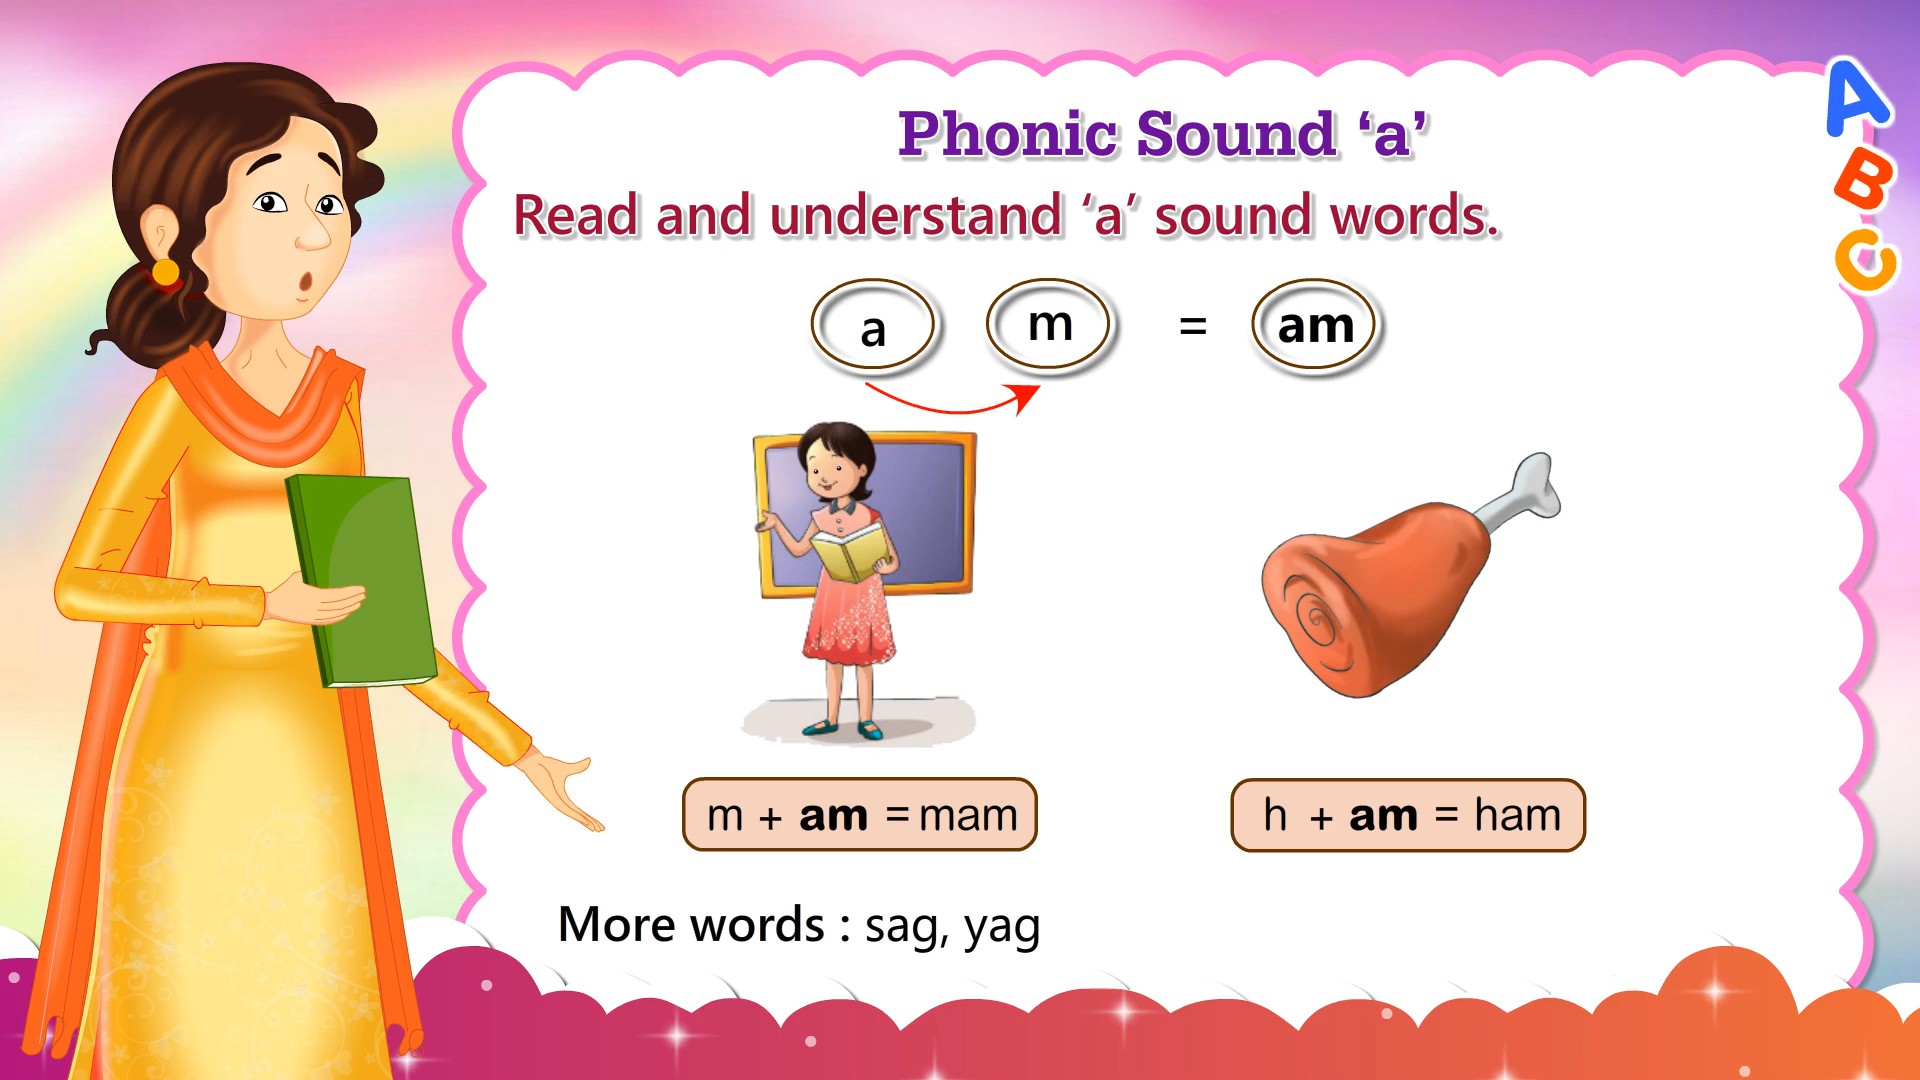 Phonic Sound ‘a’
Read and understand ‘a’ sound words.
a m = am
m + am = mam
h + am = ham
More words : sag, yag
A
B
C